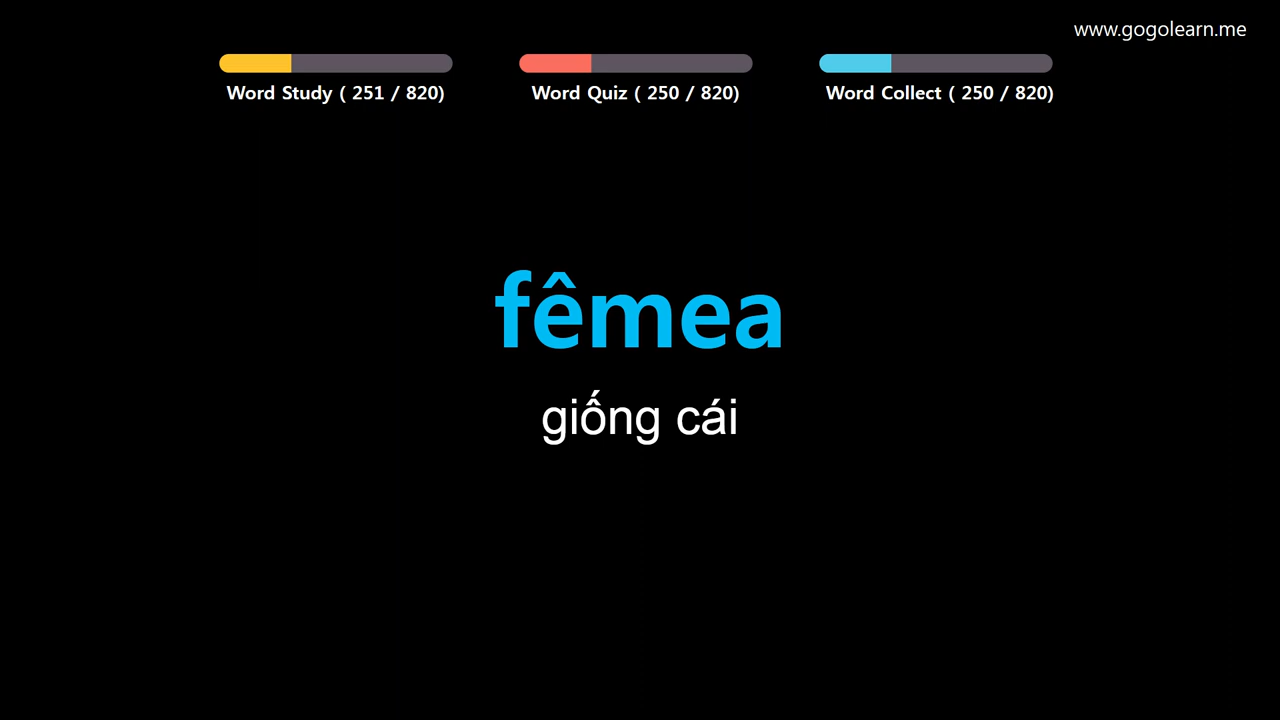 www.gogolearn.me
Word Study ( 251 / 820)
Word Quiz ( 250 / 820)
Word Collect ( 250 / 820)
fêmea
giống cái